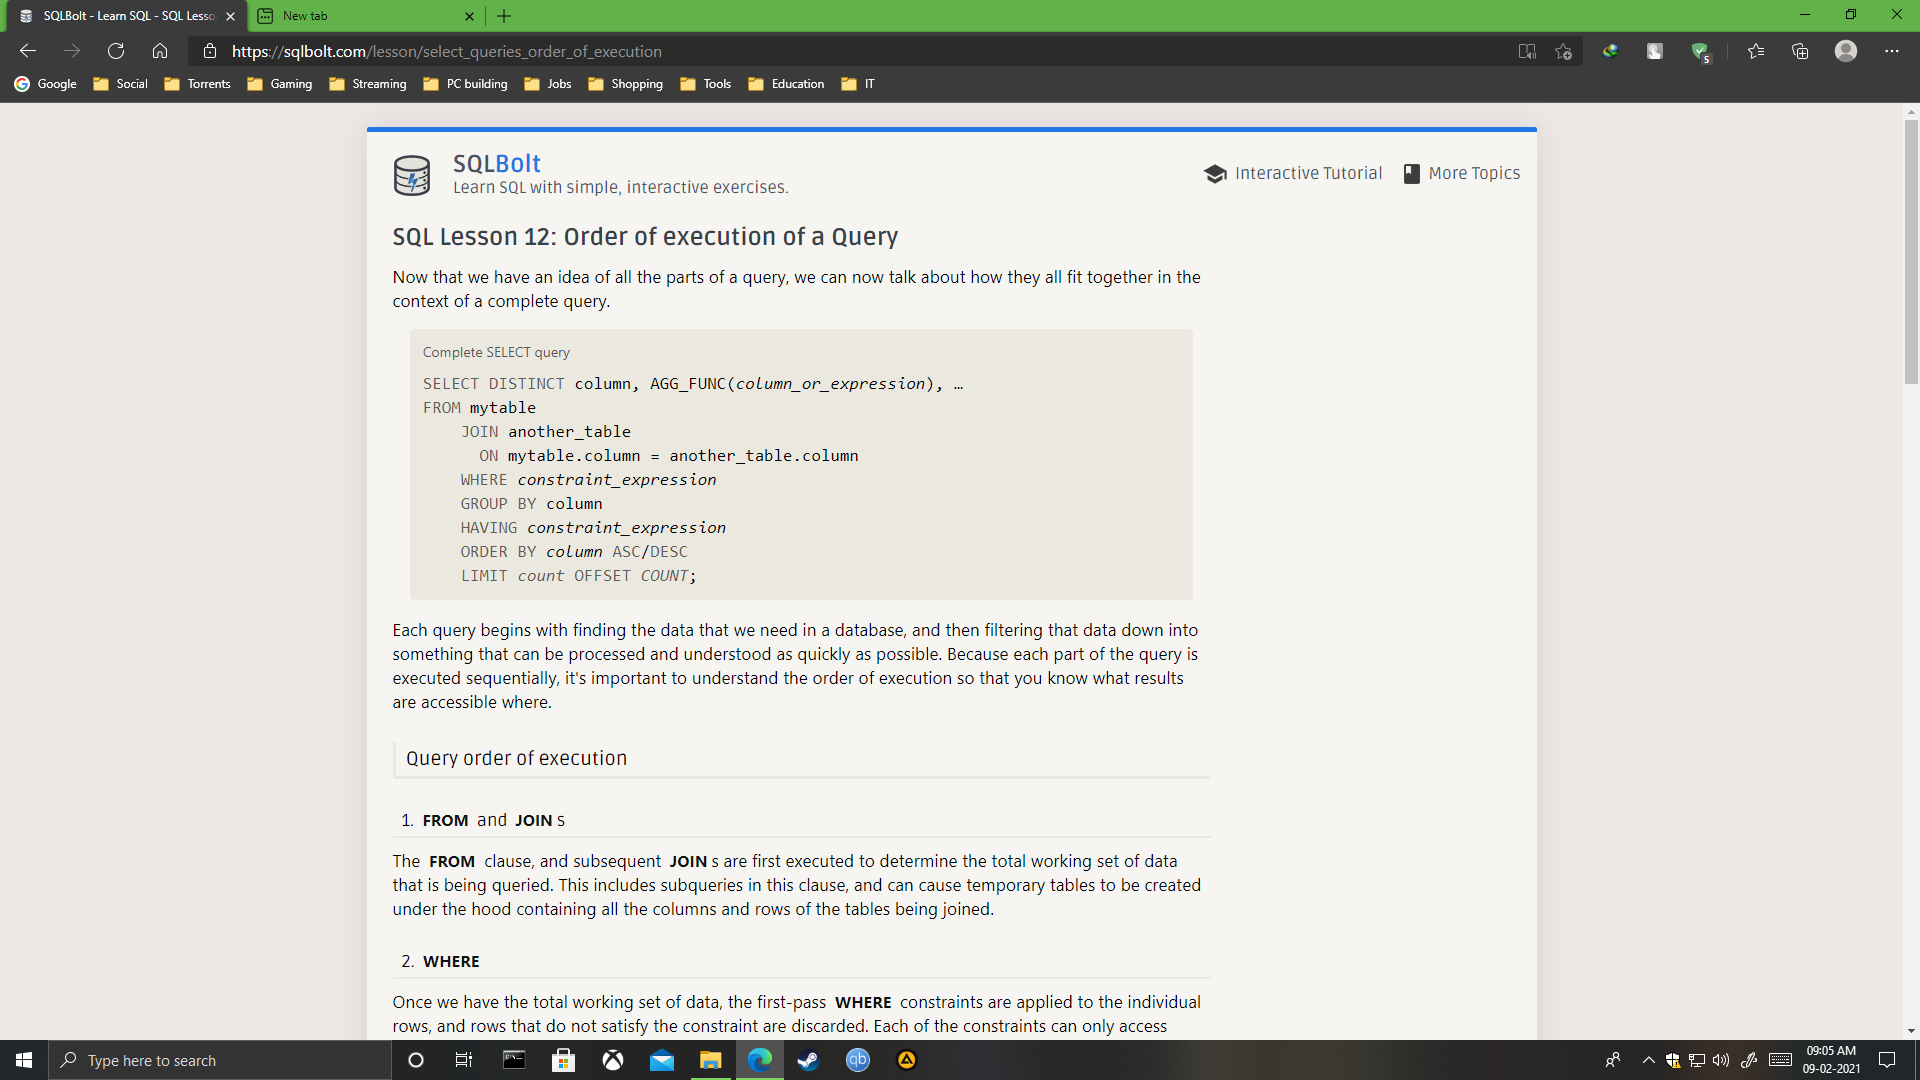 SQLBolt - Learn SQL - SQL Lesso
New tab
https://sqlbolt.com/lesson/select_queries_order_of_execution
5
Google Social Torrents Gaming Streaming PC building Jobs Shopping Tools Education IT
SQLBolt
Learn SQL with simple, interactive exercises.
Interactive Tutorial
More Topics
SQL Lesson 12: Order of execution of a Query
Now that we have an idea of all the parts of a query, we can now talk about how they all fit together in the
context of a complete query.
Complete SELECT query
SELECT DISTINCT column, AGG_FUNC(column_or_expression), …
FROM mytable
JOIN another_table
ON mytable.column = another_table.column
WHERE constraint_expression
GROUP BY column
HAVING constraint_expression
ORDER BY column ASC/DESC
LIMIT count OFFSET COUNT;
Each query begins with finding the data that we need in a database, and then filtering that data down into
something that can be processed and understood as quickly as possible. Because each part of the query is
executed sequentially, it's important to understand the order of execution so that you know what results
are accessible where.
Query order of execution
1. FROM and JOIN s
The FROM clause, and subsequent JOIN s are first executed to determine the total working set of data
that is being queried. This includes subqueries in this clause, and can cause temporary tables to be created
under the hood containing all the columns and rows of the tables being joined.
2. WHERE
Once we have the total working set of data, the first-pass WHERE constraints are applied to the individual
rows, and rows that do not satisfy the constraint are discarded. Each of the constraints can only access
Type here to search
qb
09:05 AM
09-02-2021